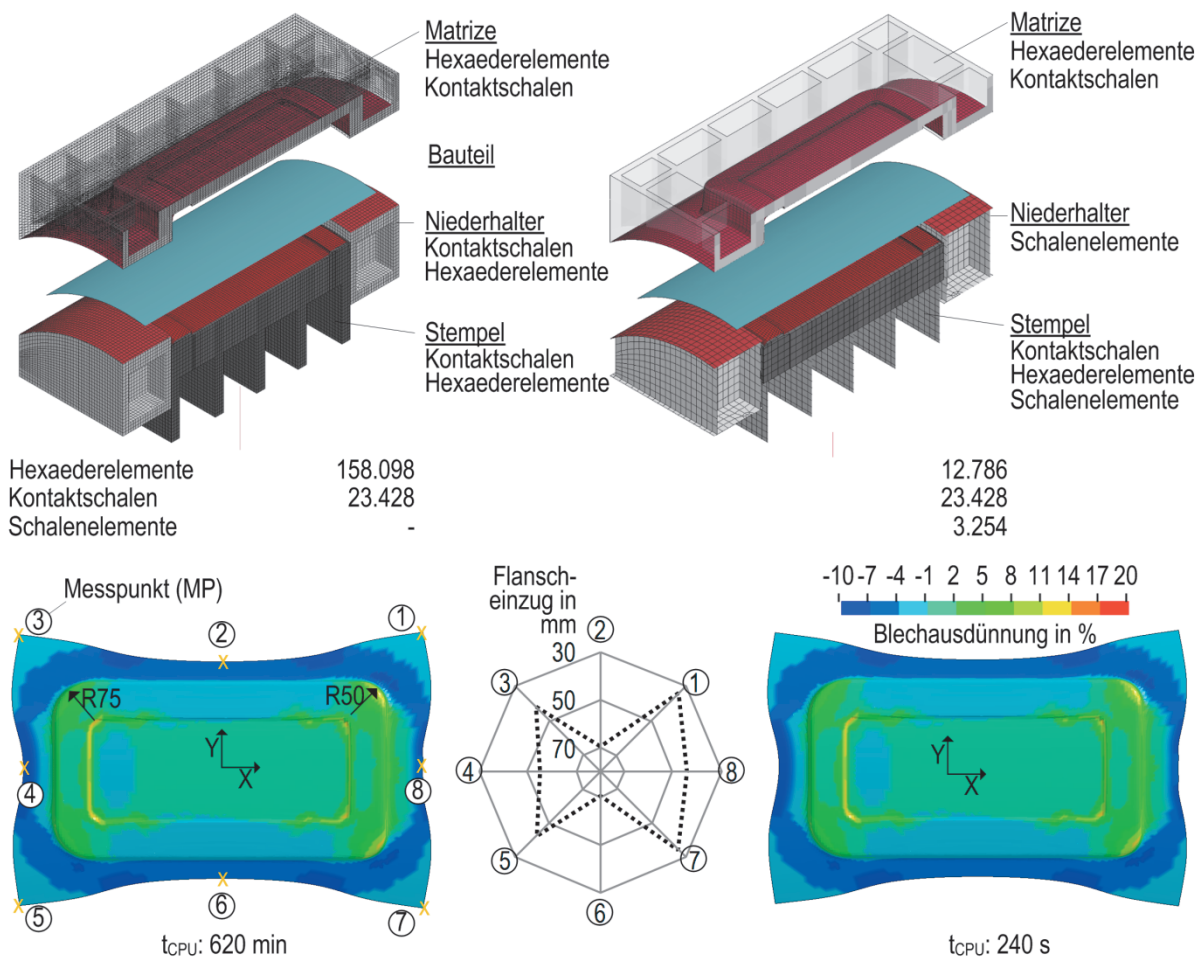 Matrize
Hexaederelemente
Kontaktschalen
Bauteil
Niederhalter
Kontaktschalen
Hexaederelemente
Stempel
Kontaktschalen
Hexaederelemente
Matrize
Hexaederelemente
Kontaktschalen
Niederhalter
Schalenelemente
Stempel
Kontaktschalen
Hexaederelemente
Schalenelemente
Hexaederelemente 158.098 12.786
Kontaktschalen 23.428 23.428
Schalenelemente - 3.254
Messpunkt (MP)
3
2
1
R75
R50
Y
X
4
8
5
6
7
tCPU: 620 min
Flansch-
einzug in
mm
2
30
3
1
50
70
4
8
5
7
6
-10 -7 -4 -1 2 5 8 11 14 17 20
Blechausdünnung in %
Y
X
tCPU: 240 s